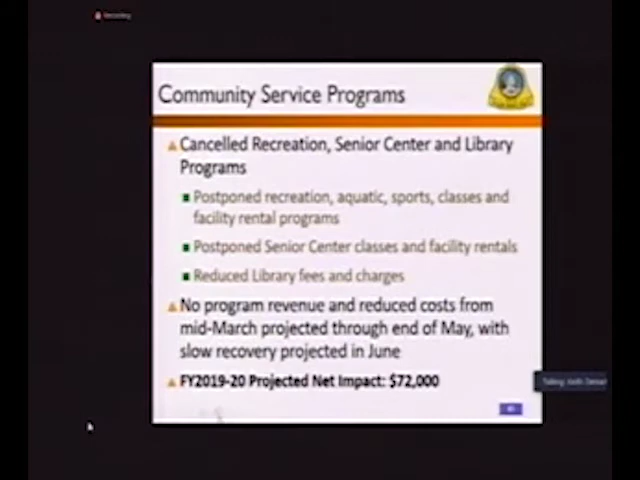 Recording
Community Service Programs
Cancelled Recreation, Senior Center and Library
Programs
Postponed recreation, aquatic, sports, classes and
facility rental programs
Postponed Senior Center classes and facility rentals
Reduced Library fees and charges
No program revenue and reduced costs from
mid-March projected through end of May, with
slow recovery projected in June
FY2019-20 Projected Net Impact: $72,000
Talking: